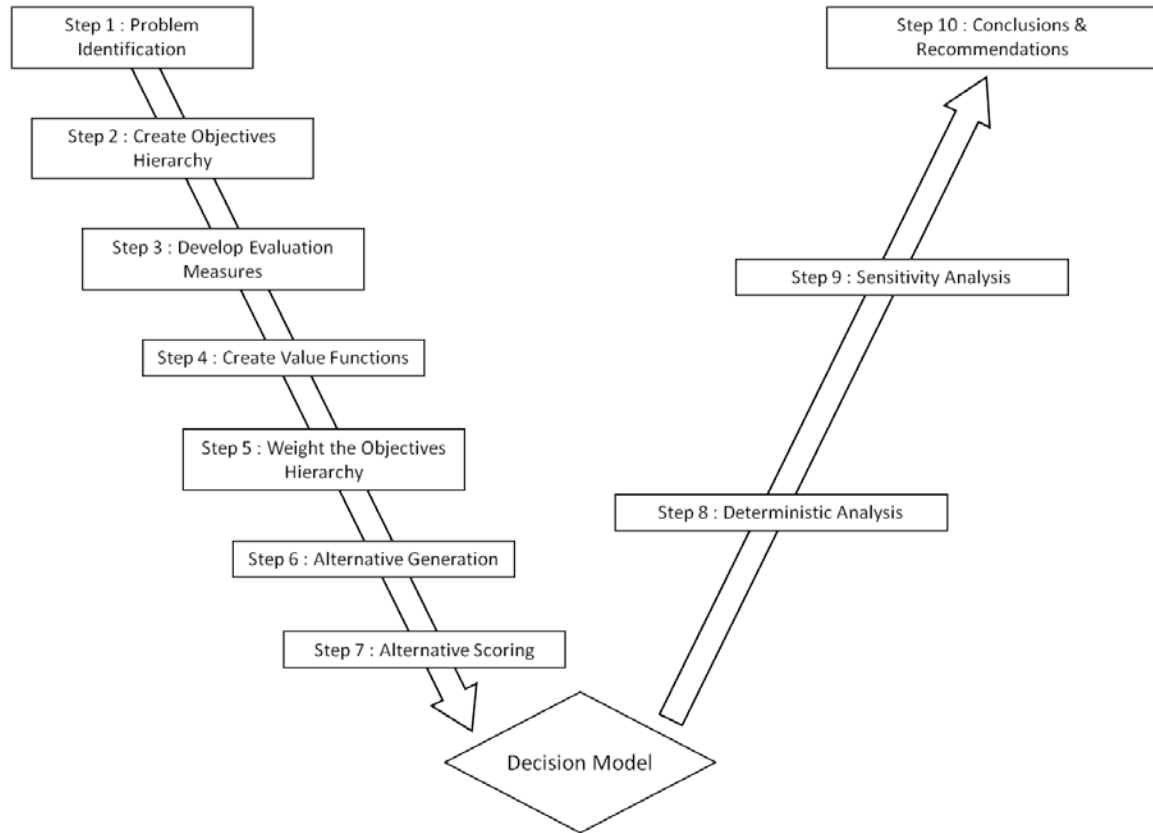 Step 1 : Problem
Identification
Step 2 : Create Objectives
Hierarchy
Step 3 : Develop Evaluation
Measures
Step 4 : Create Value Functions
Step 5 : Weight the Objectives
Hierarchy
Step 6 : Alternative Generation
Step 7 : Alternative Scoring
Decision Model
Step 8 : Deterministic Analysis
Step 9 : Sensitivity Analysis
Step 10 : Conclusions &
Recommendations